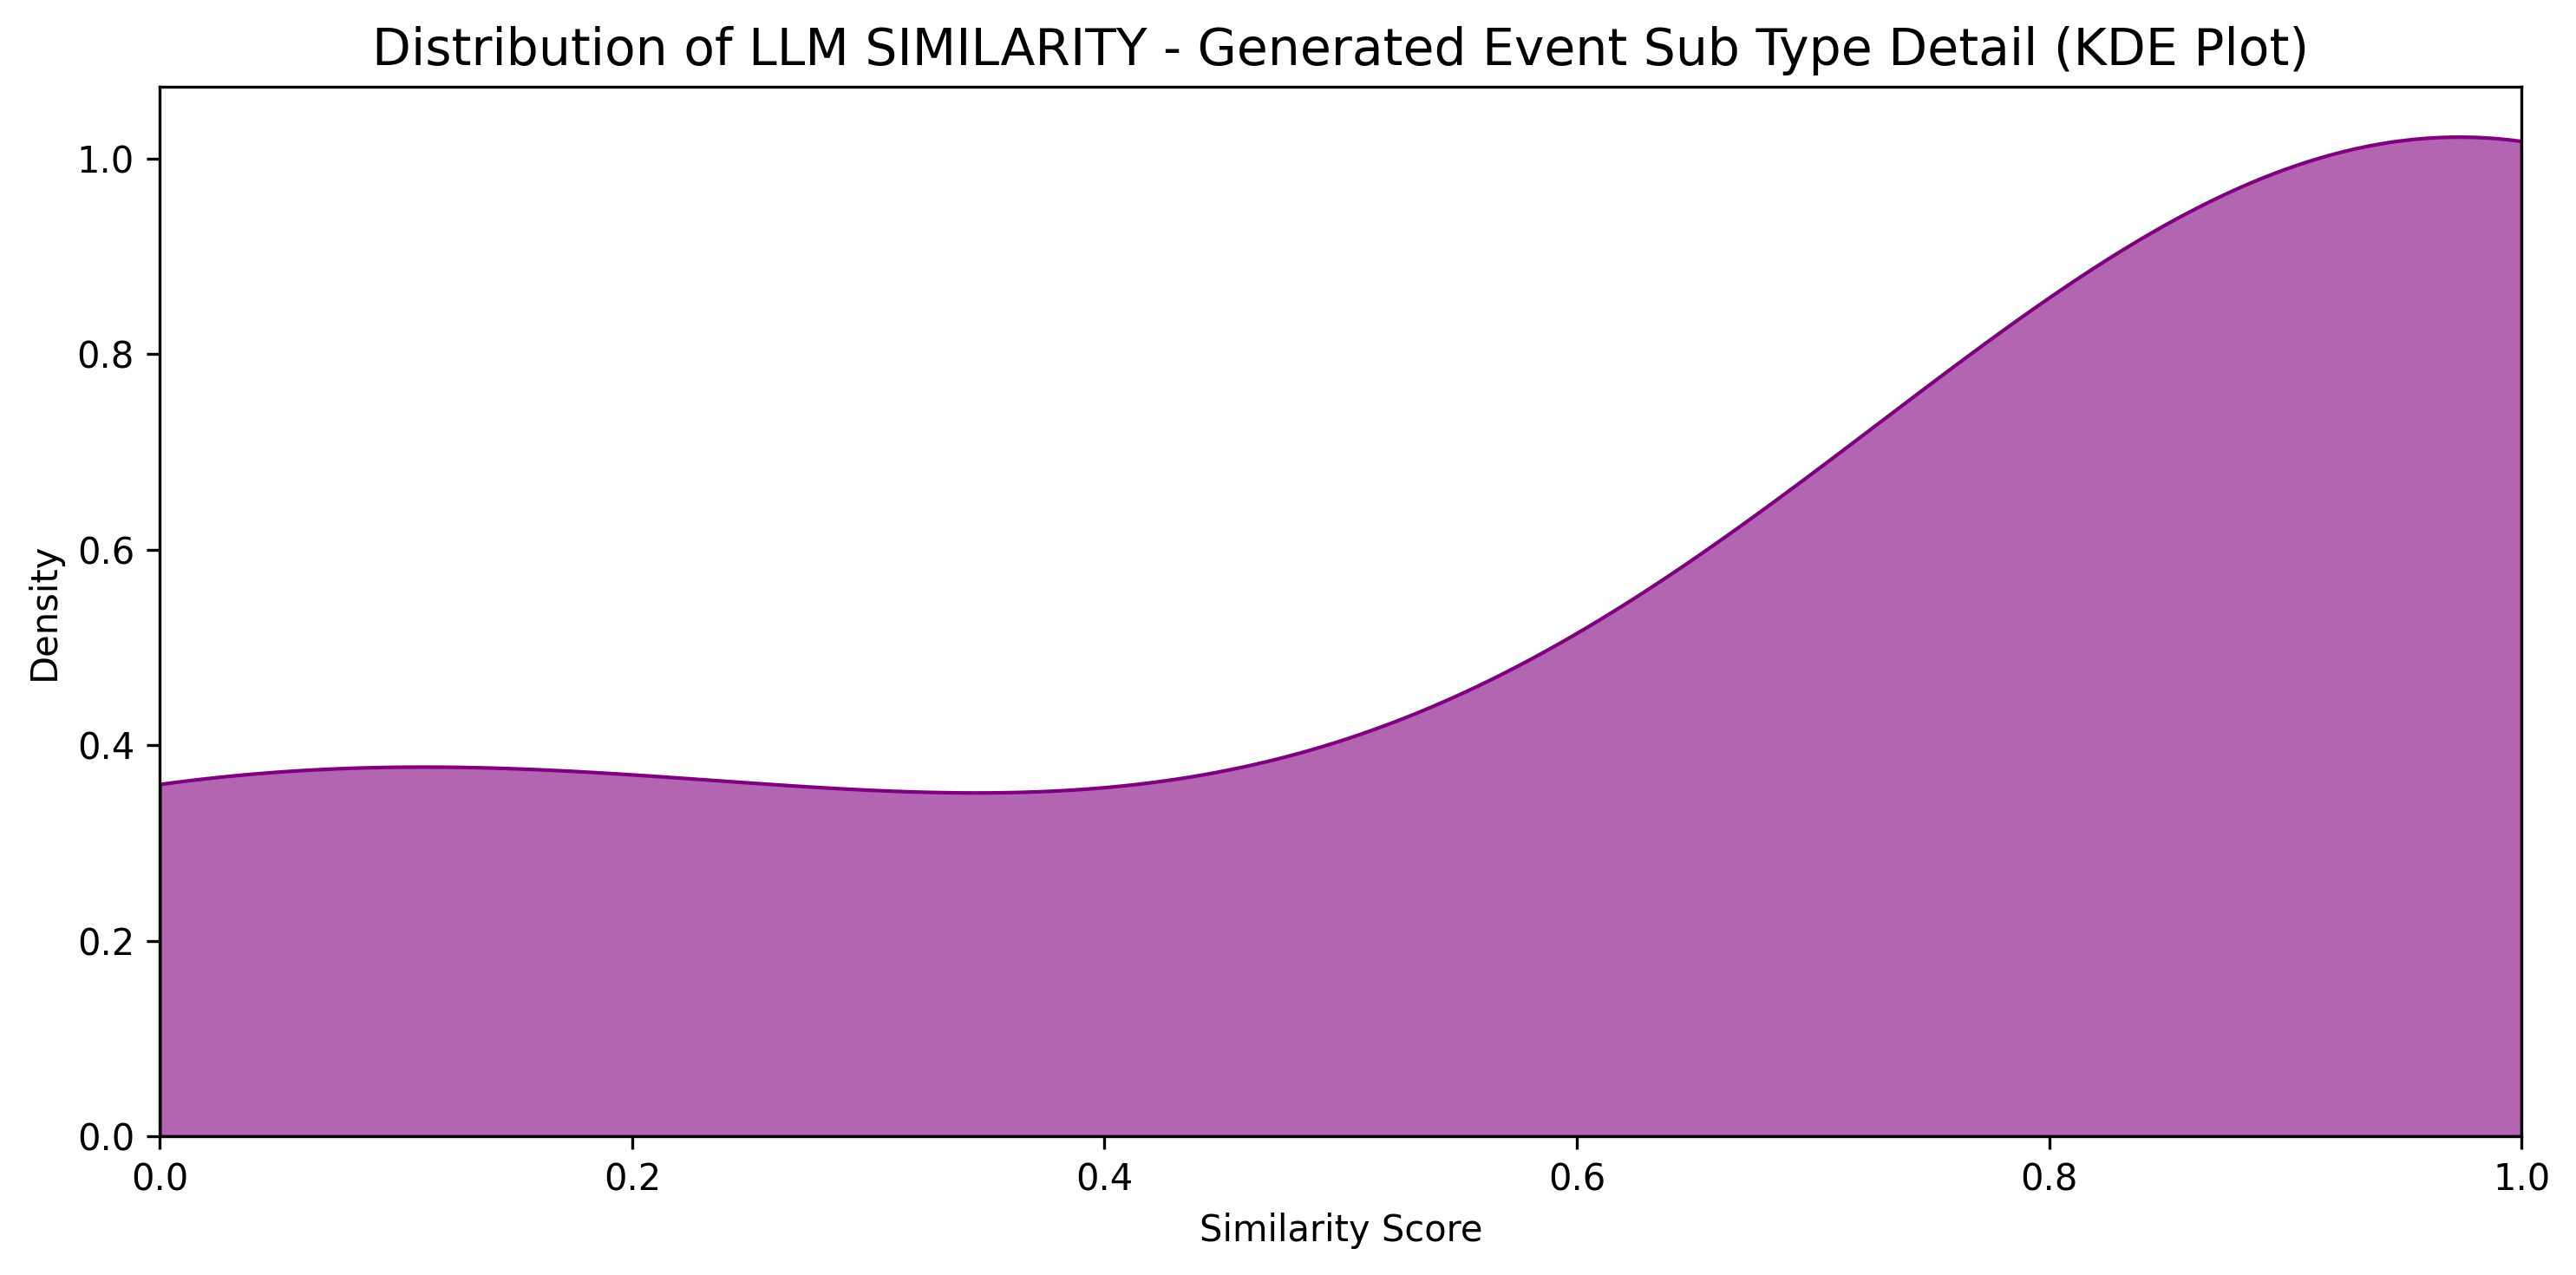 Distribution of LLM SIMILARITY - Generated Event Sub Type Detail (KDE Plot)
1.0
0.8
0.6
0.4
0.2
0.0
Density
0.0 0.2 0.4 0.6 0.8 1.0
Similarity Score